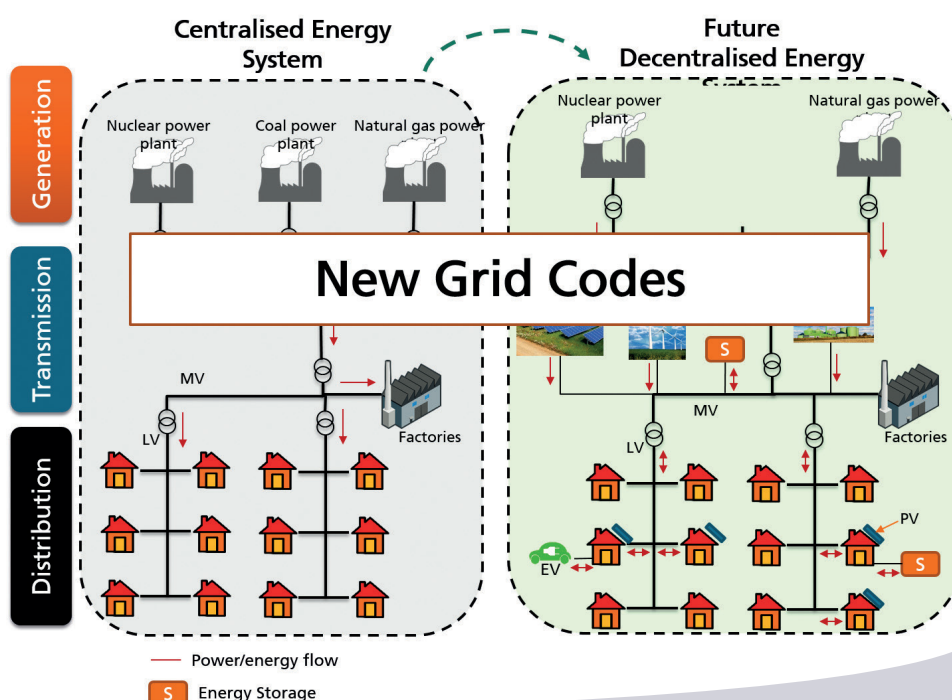 Centralised Energy
System
Future
Decentralised Energy
System
Generation
Transmission
Distribution
Nuclear power
plant
Coal power
plant
Natural gas power
Nuclear power
plant
Natural gas power
New Grid Codes
MV
LV
Factories
S
MV
LV
Factories
EV
PV
S
Power/energy flow
S Energy Storage